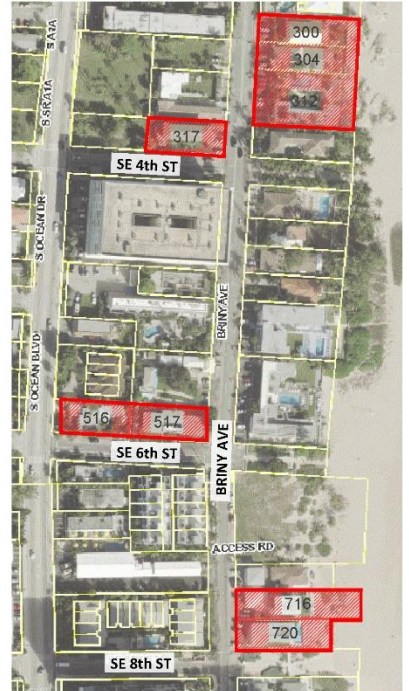 S A1A
300
304
S SR A1A
312
317
SE 4th ST
S OCEAN DR
BRINY AVE
S OCEAN BLVD
516
517
SE 6th ST
BRINY AVE
ACCESS RD
716
720
SE 8th ST